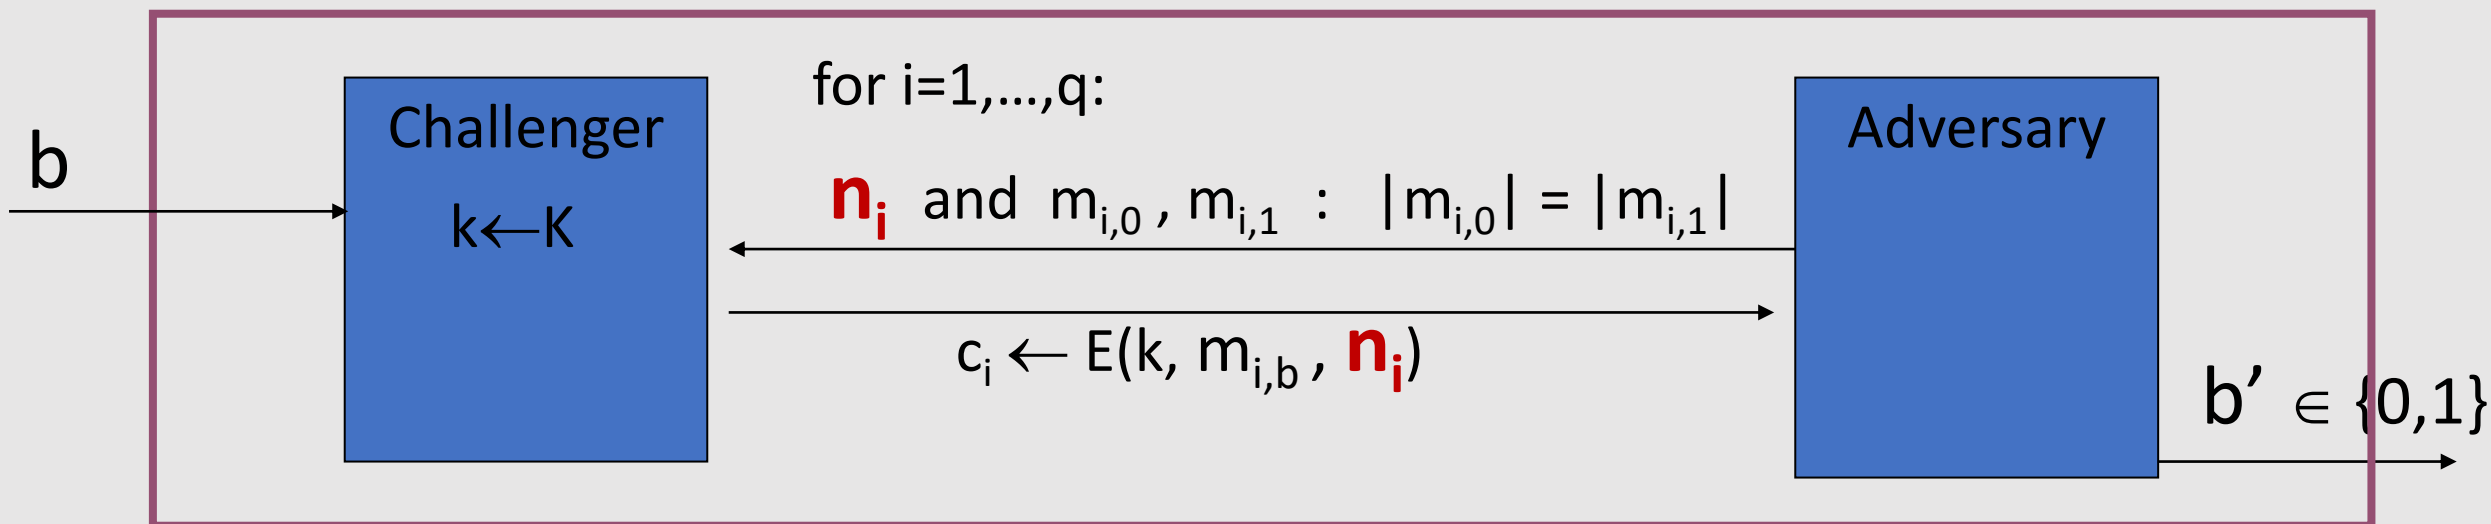 b
Challenger
k←K
for i=1,…,q:
nᵢ and mᵢ,₀ , mᵢ,₁ : |mᵢ,₀| = |mᵢ,₁|
cᵢ ← E(k, mᵢ,b , nᵢ)
Adversary
b’ ∈ {0,1}